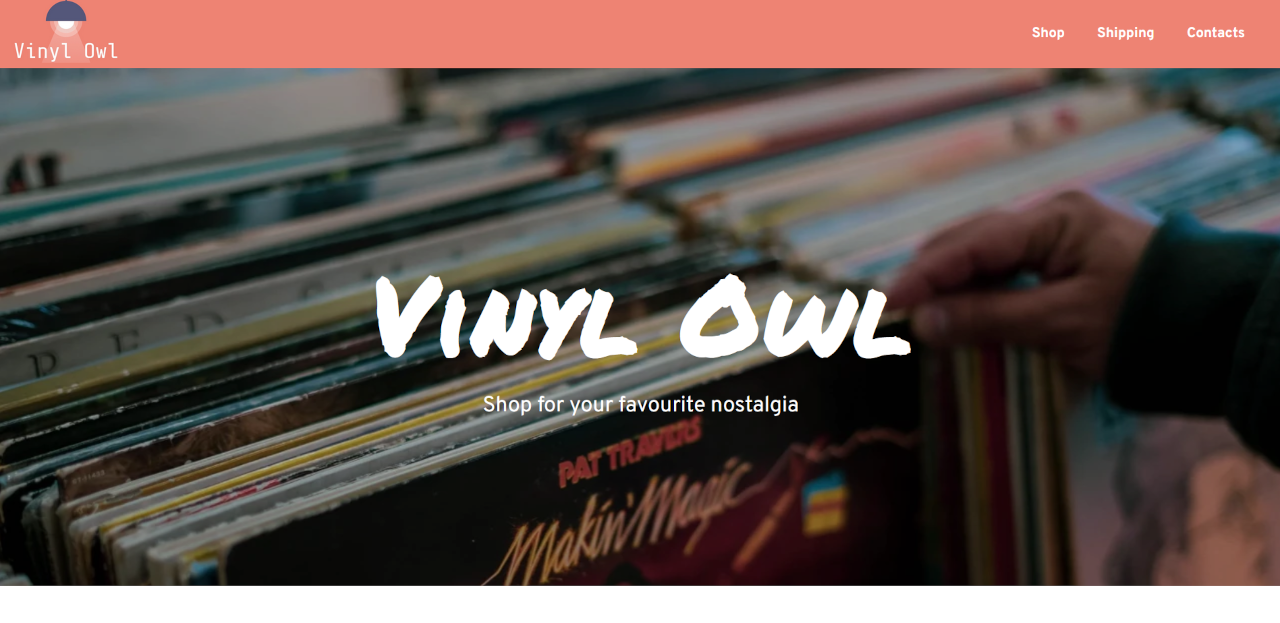 Vinyl Owl
Shop Shipping Contacts
Vinyl Owl
Shop for your favourite nostalgia
PAT TRAVERS
Makin' Magic